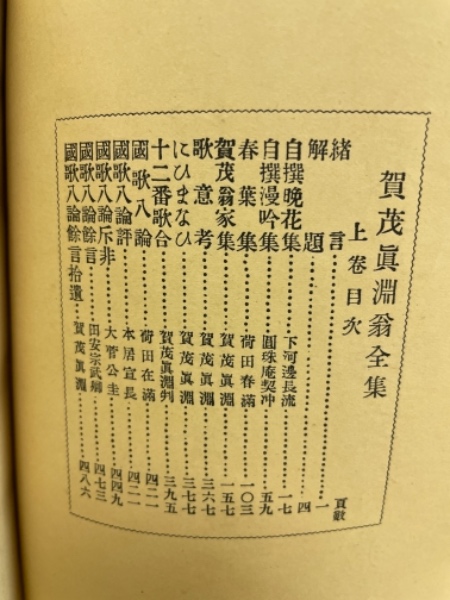 賀茂眞淵翁全集
上卷目次
頁數
緒言………一
解題………四
自撰晩花集………下河邊長流………一七
自撰漫吟集………圓珠庵契冲………五九
春葉集………荷田春滿………一〇三
賀茂翁家集………賀茂眞淵………一五七
歌意考………賀茂眞淵………三六七
にひまなひ………賀茂眞淵………三七七
十二番歌合………賀茂眞淵判………三九五
國歌八論………荷田在滿………四二一
國歌八論評………本居宣長………四二一
國歌八論斥非………大菅公圭………四四九
國歌八論餘言………田安宗武卿………四七三
國歌八論餘言拾遺………賀茂眞淵………四八六